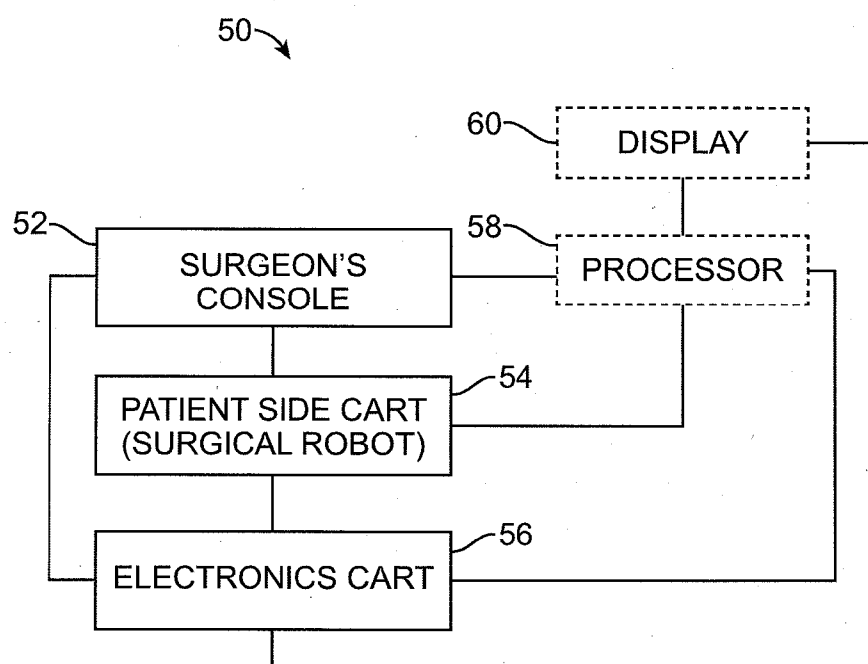 50
60
DISPLAY
52
58
SURGEON'S
CONSOLE
PROCESSOR
54
PATIENT SIDE CART
(SURGICAL ROBOT)
56
ELECTRONICS CART